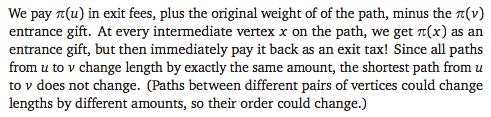 We pay π(u) in exit fees, plus the original weight of of the path, minus the π(v)
entrance gift. At every intermediate vertex x on the path, we get π(x) as an
entrance gift, but then immediately pay it back as an exit tax! Since all paths
from u to v change length by exactly the same amount, the shortest path from u
to v does not change. (Paths between different pairs of vertices could change
lengths by different amounts, so their order could change.)